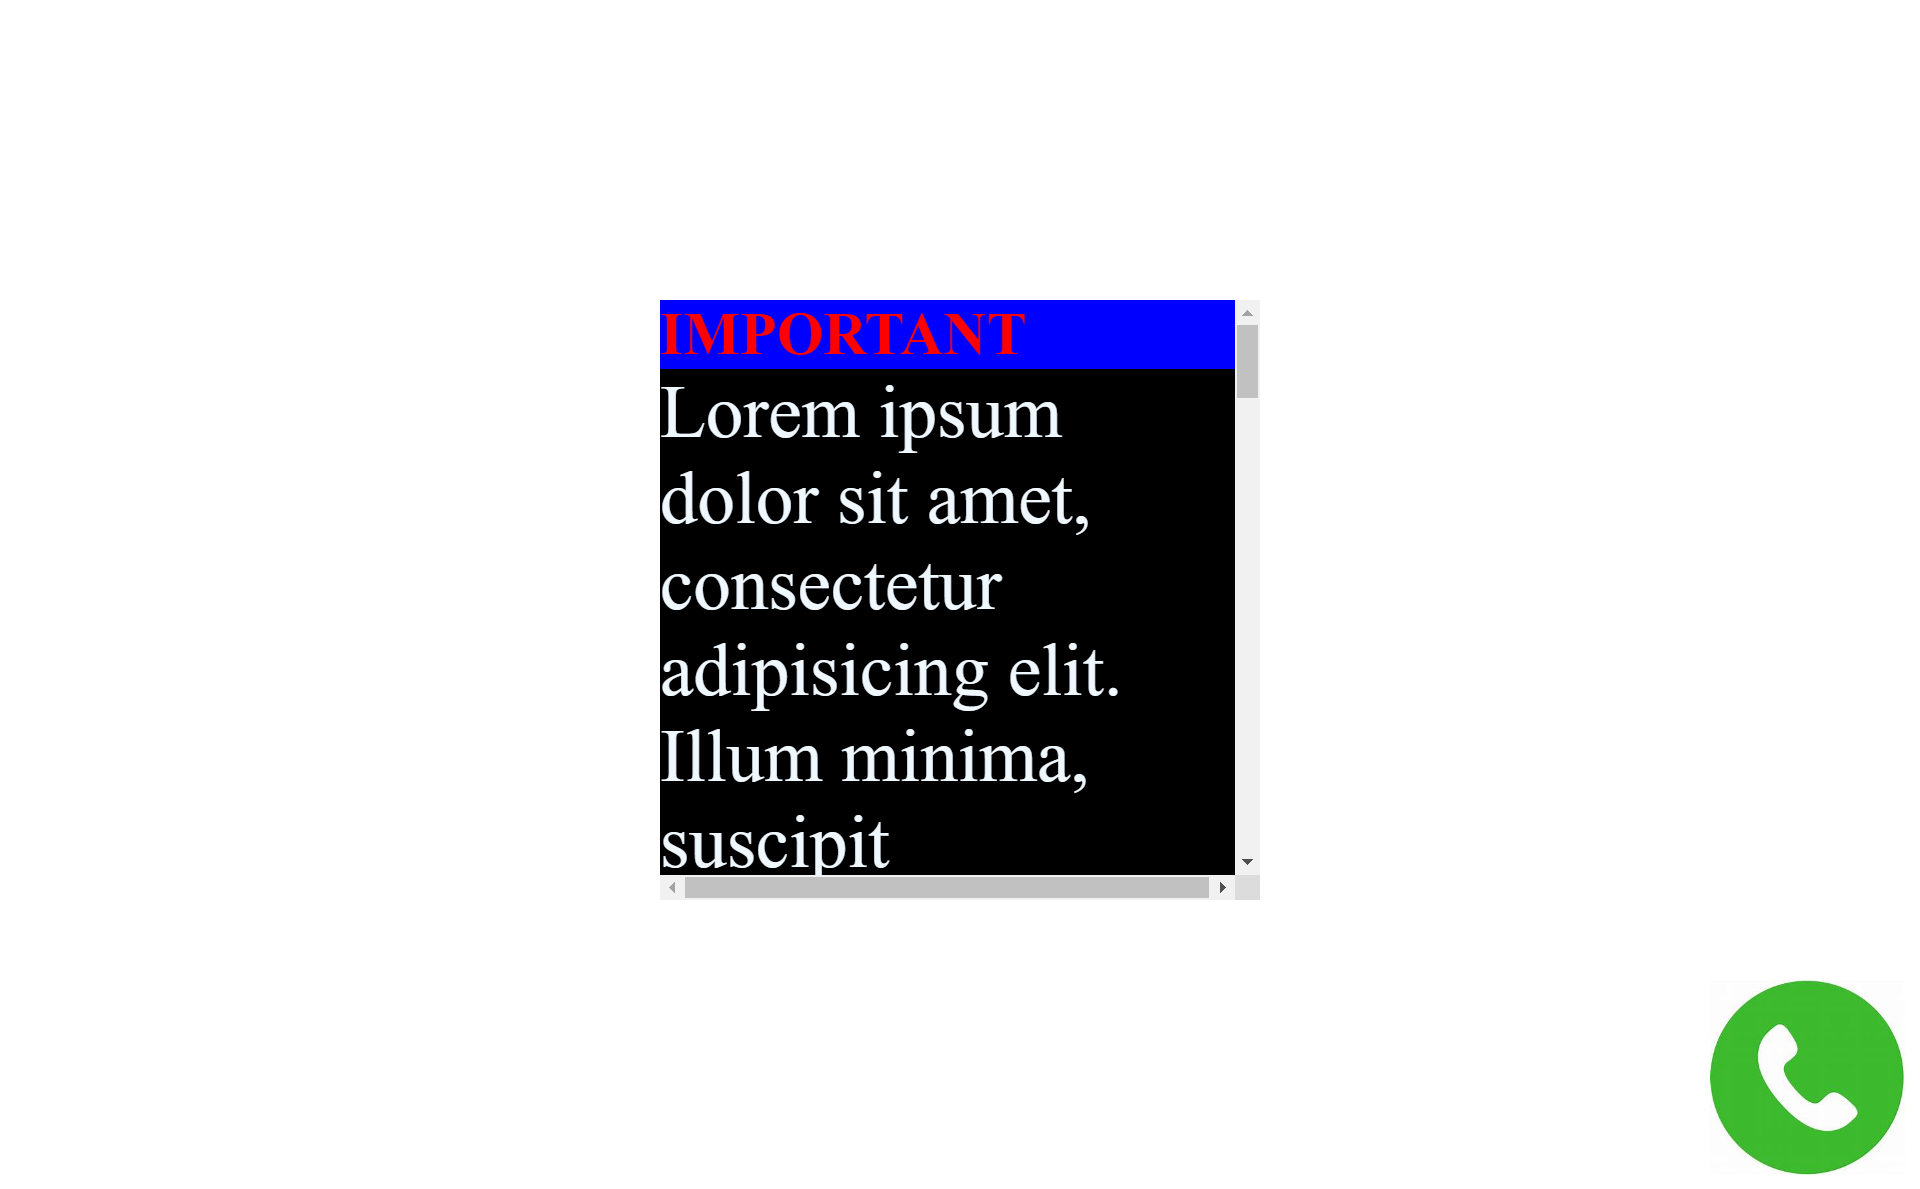 IMPORTANT
Lorem ipsum
dolor sit amet,
consectetur
adipisicing elit.
Illum minima,
suscipit